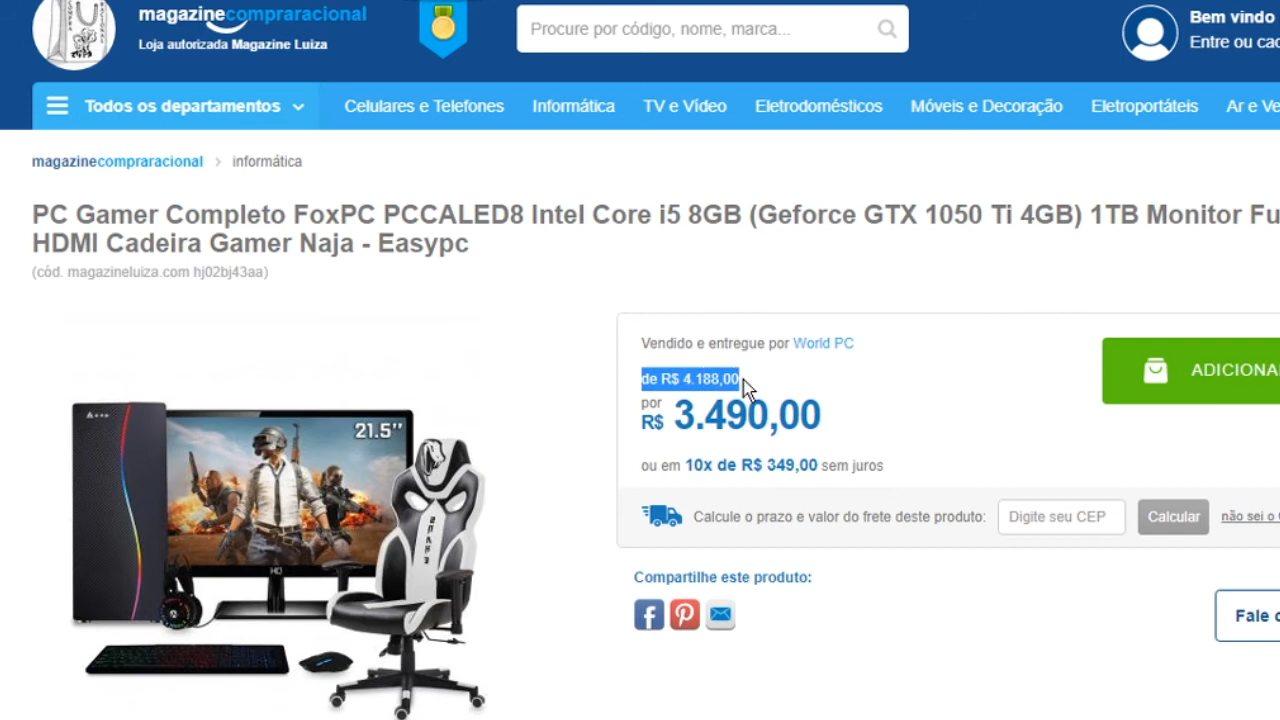 magazinecompraracional
Loja autorizada Magazine Luiza
Procure por código, nome, marca...
Bem vindo
Entre ou cad
Todos os departamentos
Celulares e Telefones
Informática
TV e Vídeo
Eletrodomésticos
Móveis e Decoração
Eletroportáteis
Ar e Ve
magazinecompraracional > informática
PC Gamer Completo FoxPC PCCALED8 Intel Core i5 8GB (Geforce GTX 1050 Ti 4GB) 1TB Monitor Fu
HDMI Cadeira Gamer Naja - Easypc
(cód. magazineluiza.com hj02bj43aa)
Vendido e entregue por World PC
de R$ 4.188,00
por
R$ 3.490,00
ADICIONA
ou em 10x de R$ 349,00 sem juros
Calcule o prazo e valor do frete deste produto:
Digite seu CEP
Calcular
não sei o
Compartilhe este produto:
Fale
21.5''
HQ